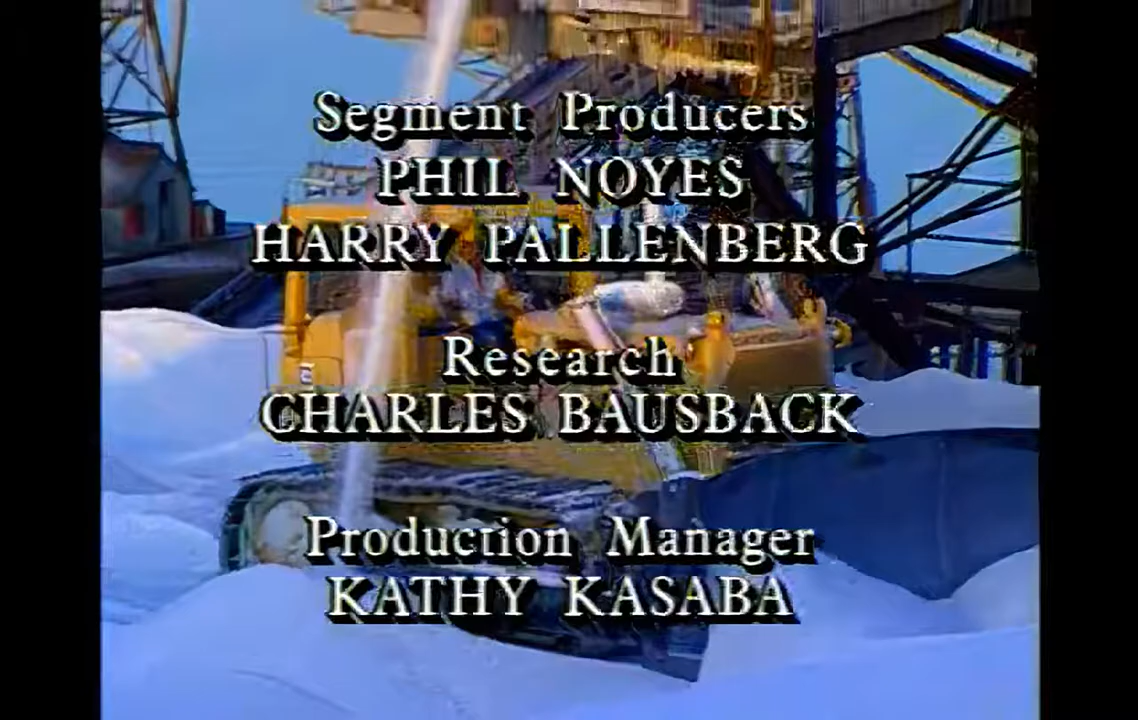 Segment Producers
PHIL NOYES
HARRY PALLENBERG
Research
CHARLES BAUSBACK
Production Manager
KATHY KASABA